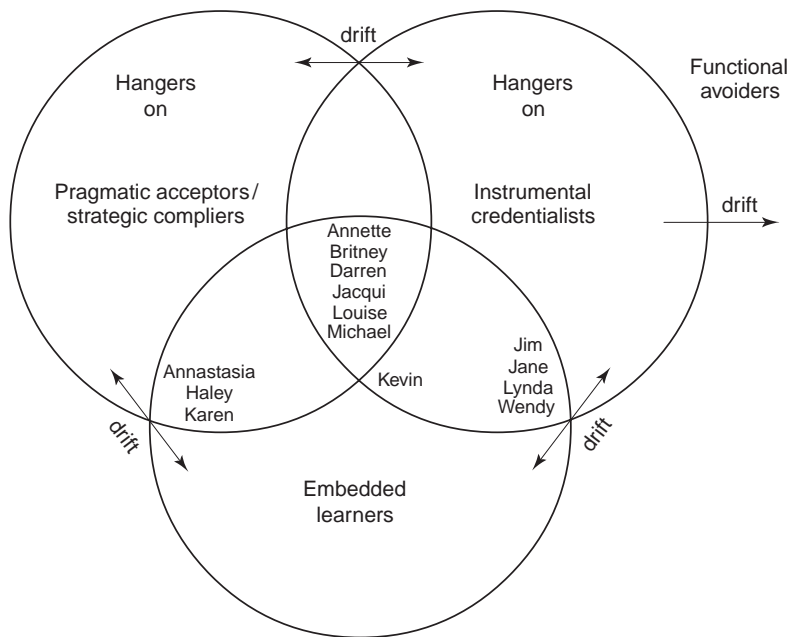 drift
Hangers
on
Hangers
on
Functional
avoiders
Pragmatic acceptors/
strategic compliers
Instrumental
credentialists
drift
Annette
Britney
Darren
Jacqui
Louise
Michael
Annastasia
Haley
Karen
Kevin
Jim
Jane
Lynda
Wendy
drift
drift
Embedded
learners